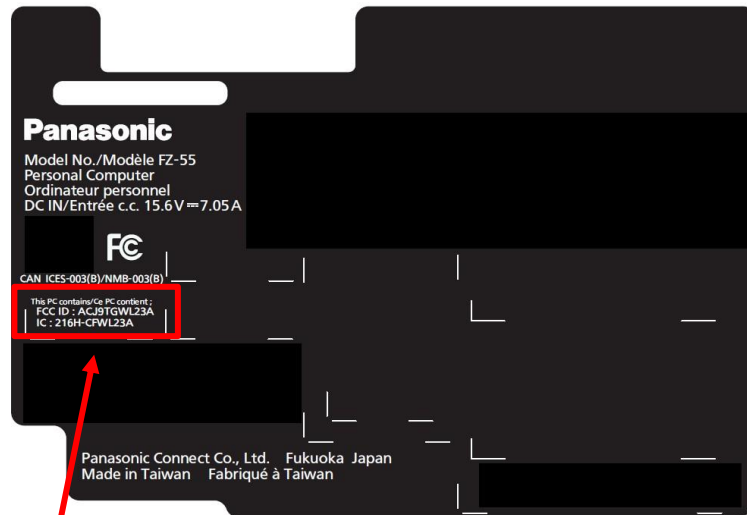 Panasonic
Model No./Modèle FZ-55
Personal Computer
Ordinateur personnel
DC IN/Entrée c.c. 15.6V⎓7.05A
FC
CAN ICES-003(B)/NMB-003(B)
This PC contains/Ce PC contient ;
FCC ID : ACJ9TGWL23A
IC : 216H-CFWL23A
Panasonic Connect Co., Ltd. Fukuoka Japan
Made in Taiwan Fabriqué à Taiwan